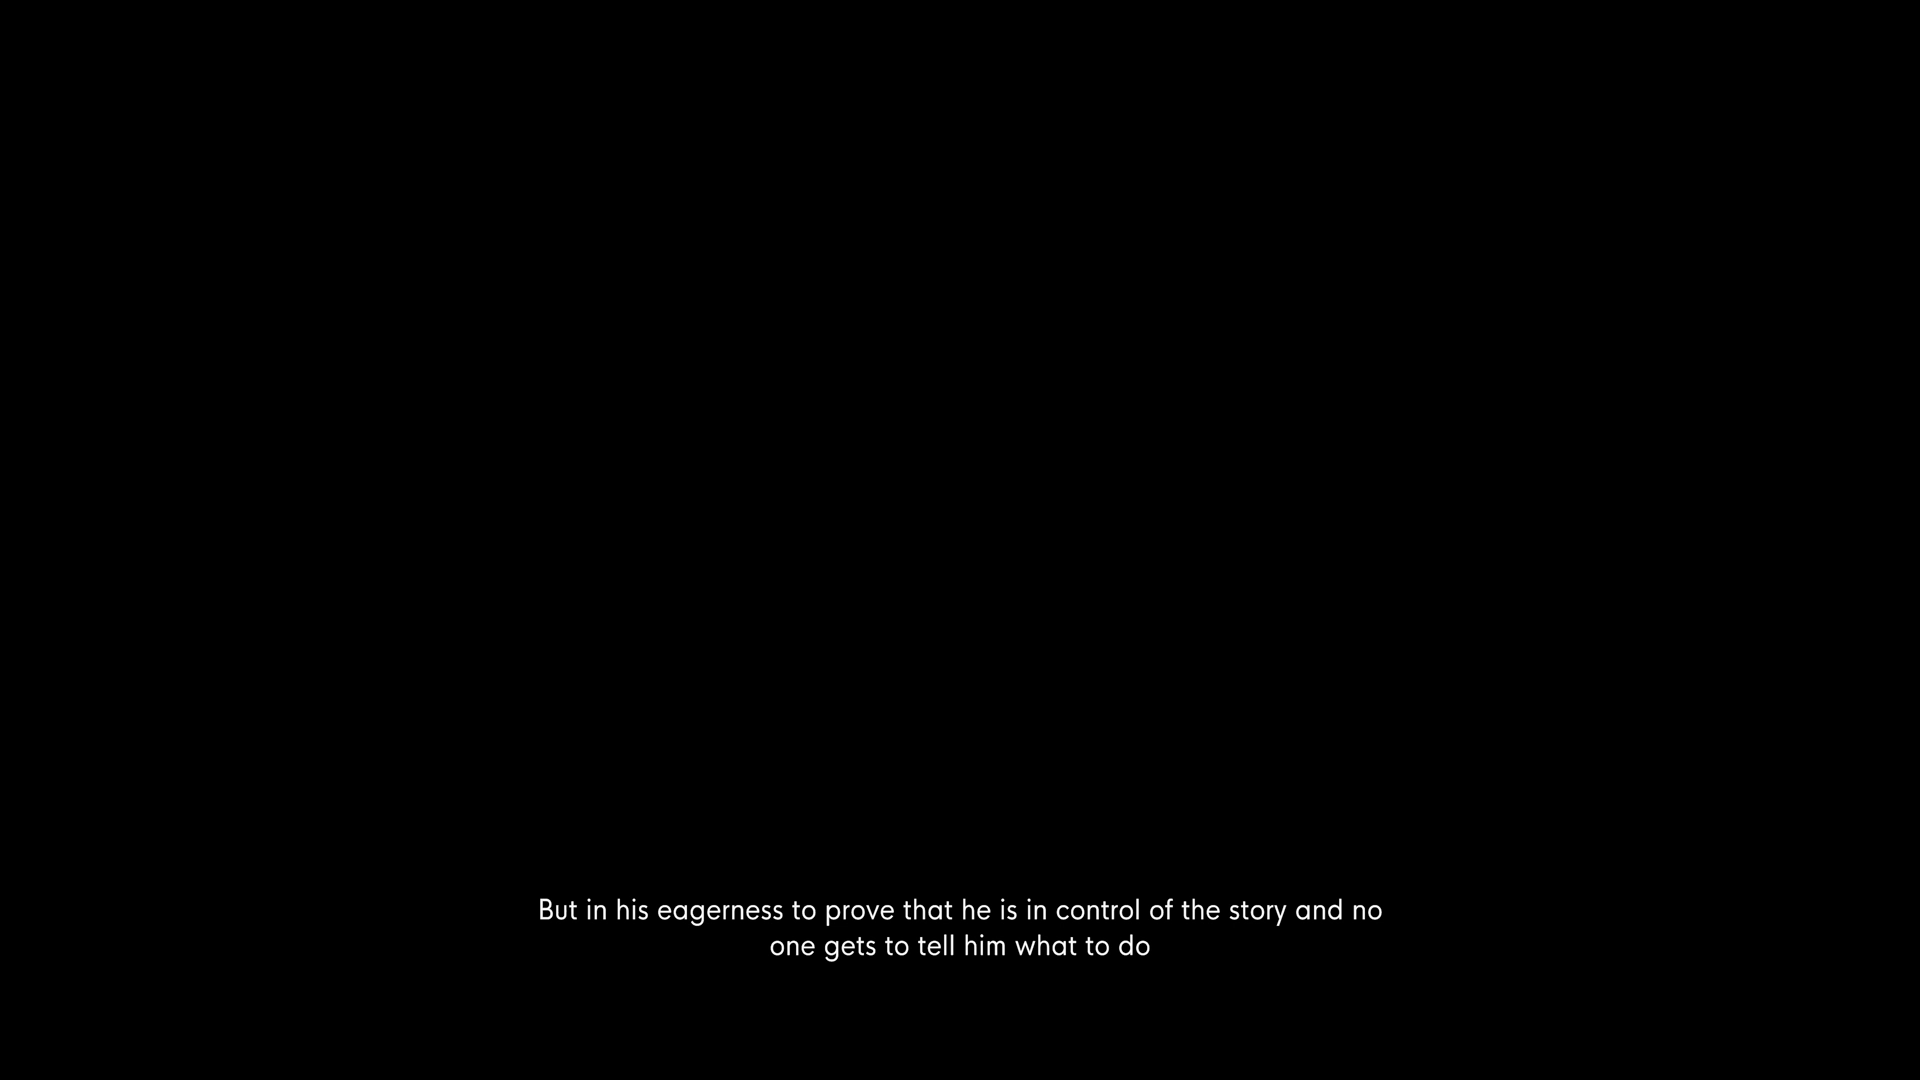 But in his eagerness to prove that he is in control of the story and no
one gets to tell him what to do